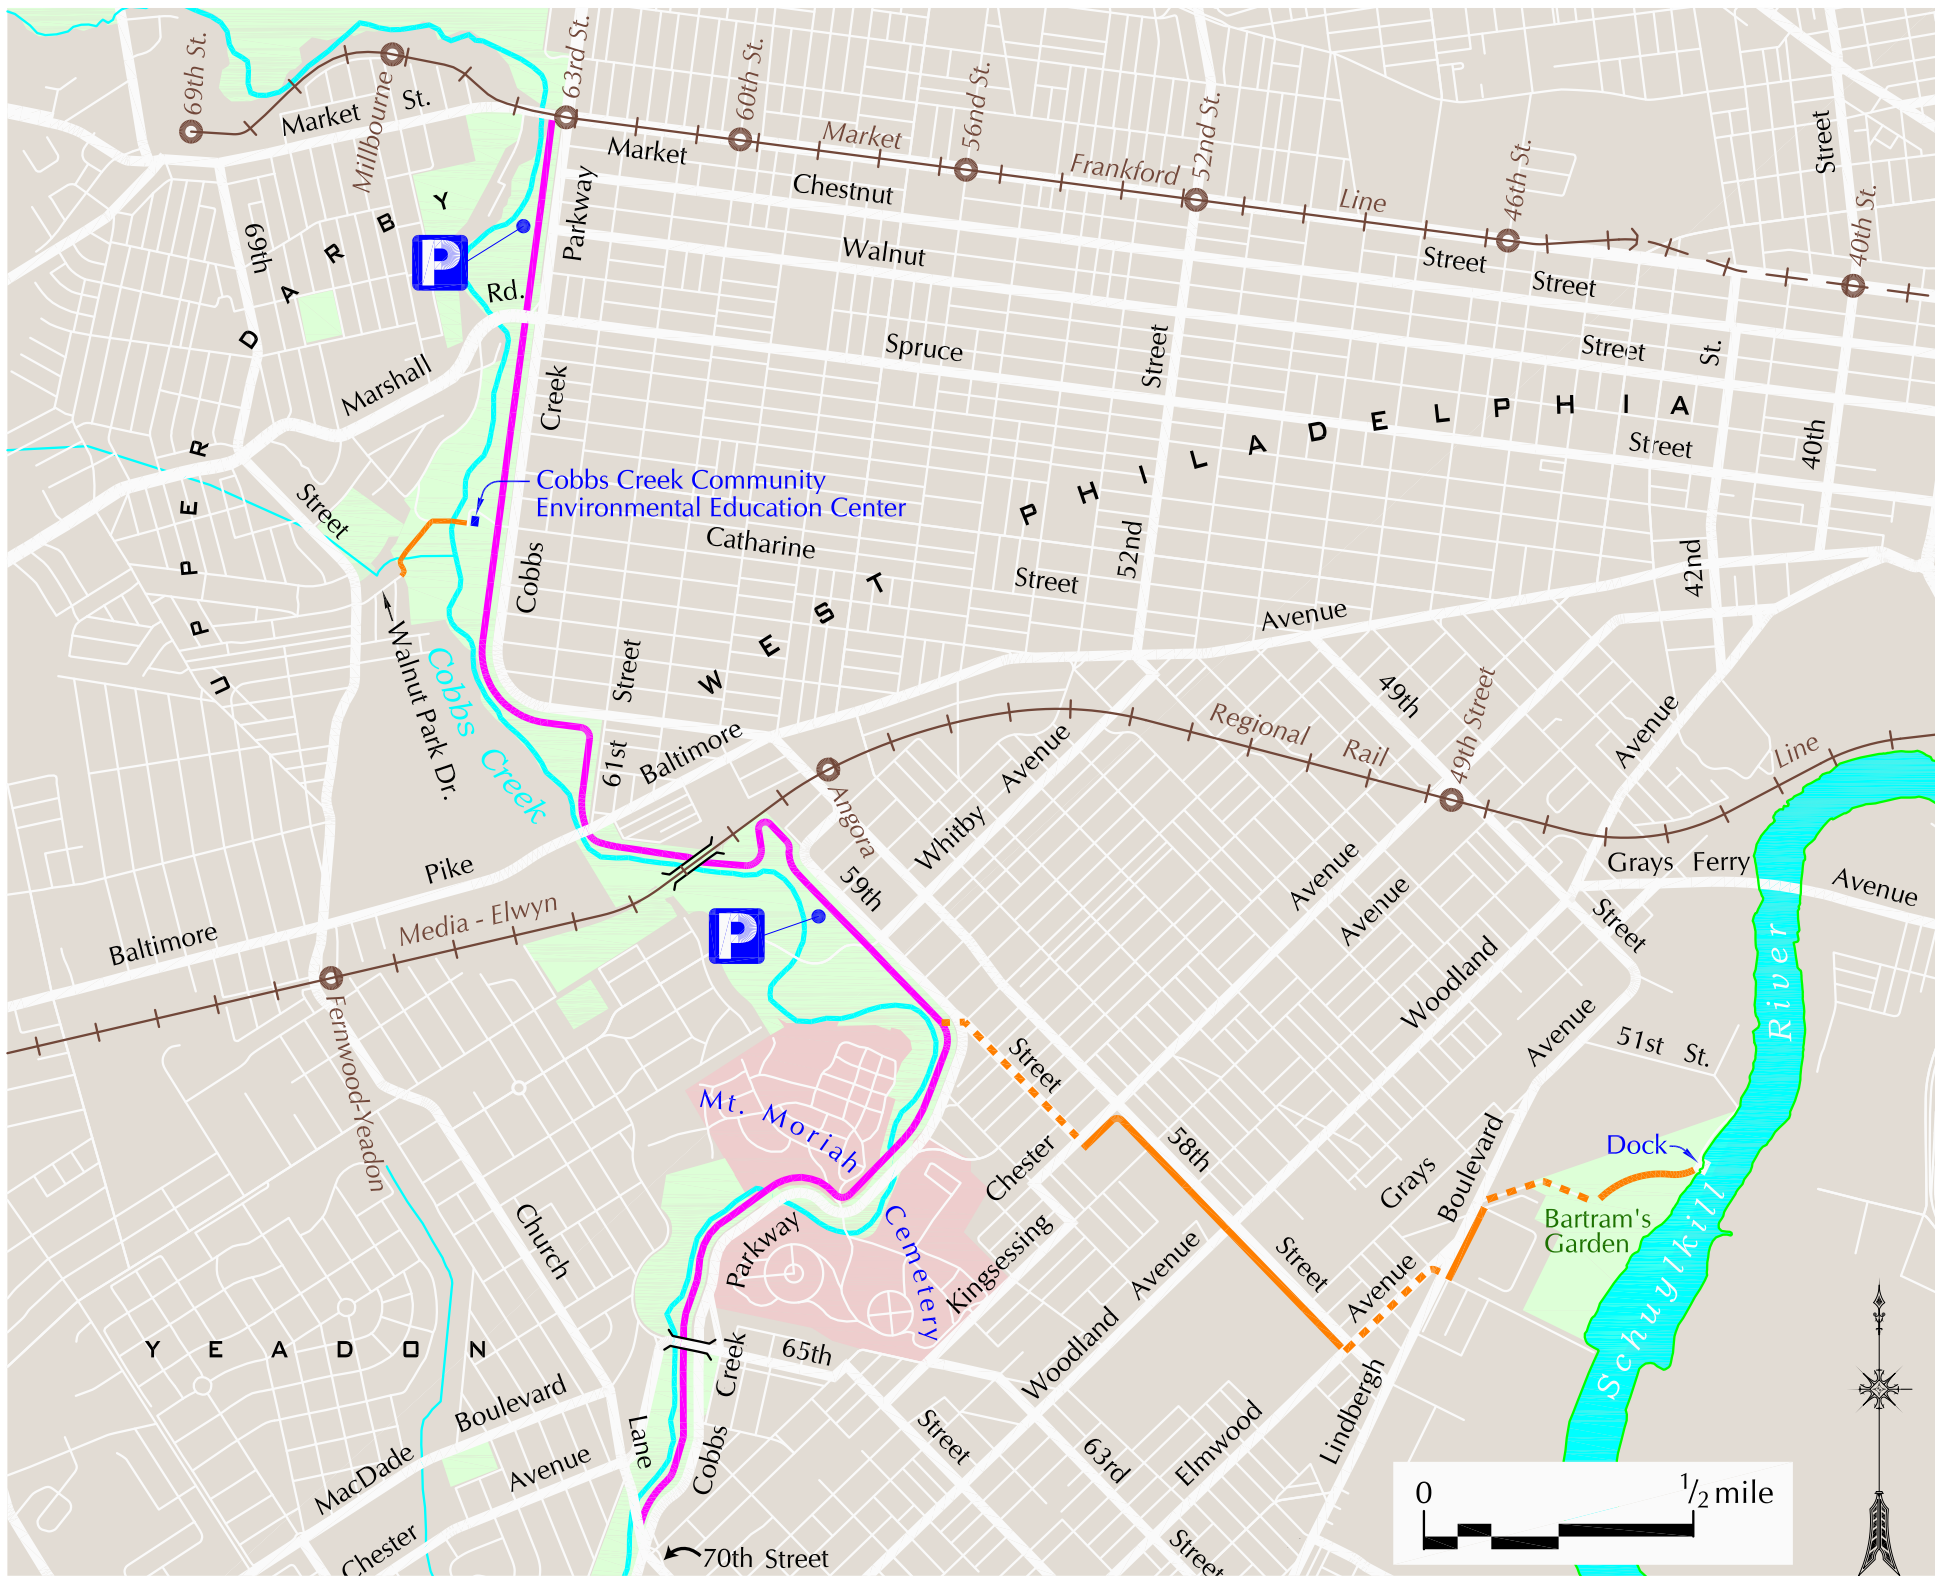 69th St.
Millbourne
63rd St.
60th St.
56nd St.
52nd St.
46th St.
40th St.
Market St.
Market Frankford Line
Market Street
Chestnut Street
Walnut Street
Spruce Street
Parkway
Creek
Cobbs
69th
Street
UPPER DARBY
P
Marshall Rd.
Cobbs Creek Community
Environmental Education Center
Catharine Street
WEST PHILADELPHIA
52nd Street
42nd St.
40th Street
Walnut Park Dr.
Cobbs Creek
61st Street
Baltimore Avenue
49th Street
49th Street
Regional Rail Line
Avenue
Whitby Avenue
Angora
59th Street
Baltimore Pike
Media - Elwyn
Fernwood-Yeadon
P
Grays Ferry Avenue
Avenue
Avenue
Woodland
Avenue
51st St.
Schuylkill River
Mt. Moriah
Cemetery
Chester
58th Street
Grays Avenue
Lindbergh Boulevard
Dock
Bartram's
Garden
Kingsessing
Woodland Avenue
Elmwood
Church Lane
Cobbs Creek Parkway
65th Street
63rd Street
YEADON
MacDade Boulevard
Chester Avenue
70th Street
0 1/2 mile